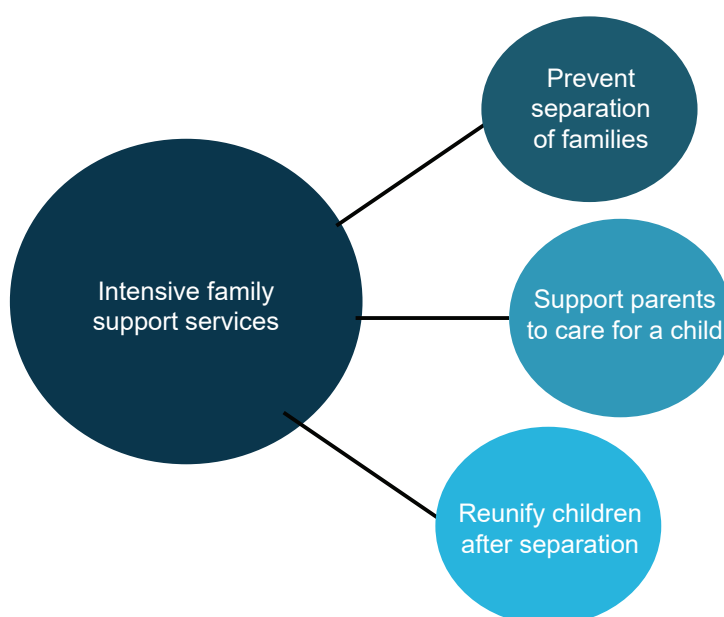 Prevent
separation
of families
Intensive family
support services
Support parents
to care for a child
Reunify children
after separation